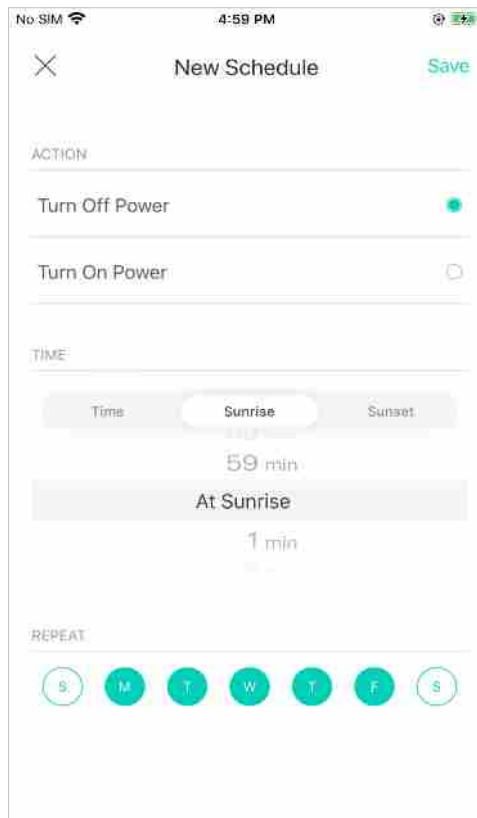 No SIM 4:59 PM
New Schedule Save
ACTION
Turn Off Power
Turn On Power
TIME
Time Sunrise Sunset
59 min
At Sunrise
1 min
REPEAT
S M T W T F S